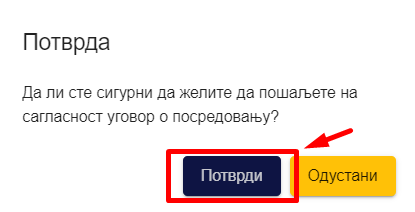 Потврда
Да ли сте сигурни да желите да пошаљете на
сагласност уговор о посредовању?
Потврди Одустани